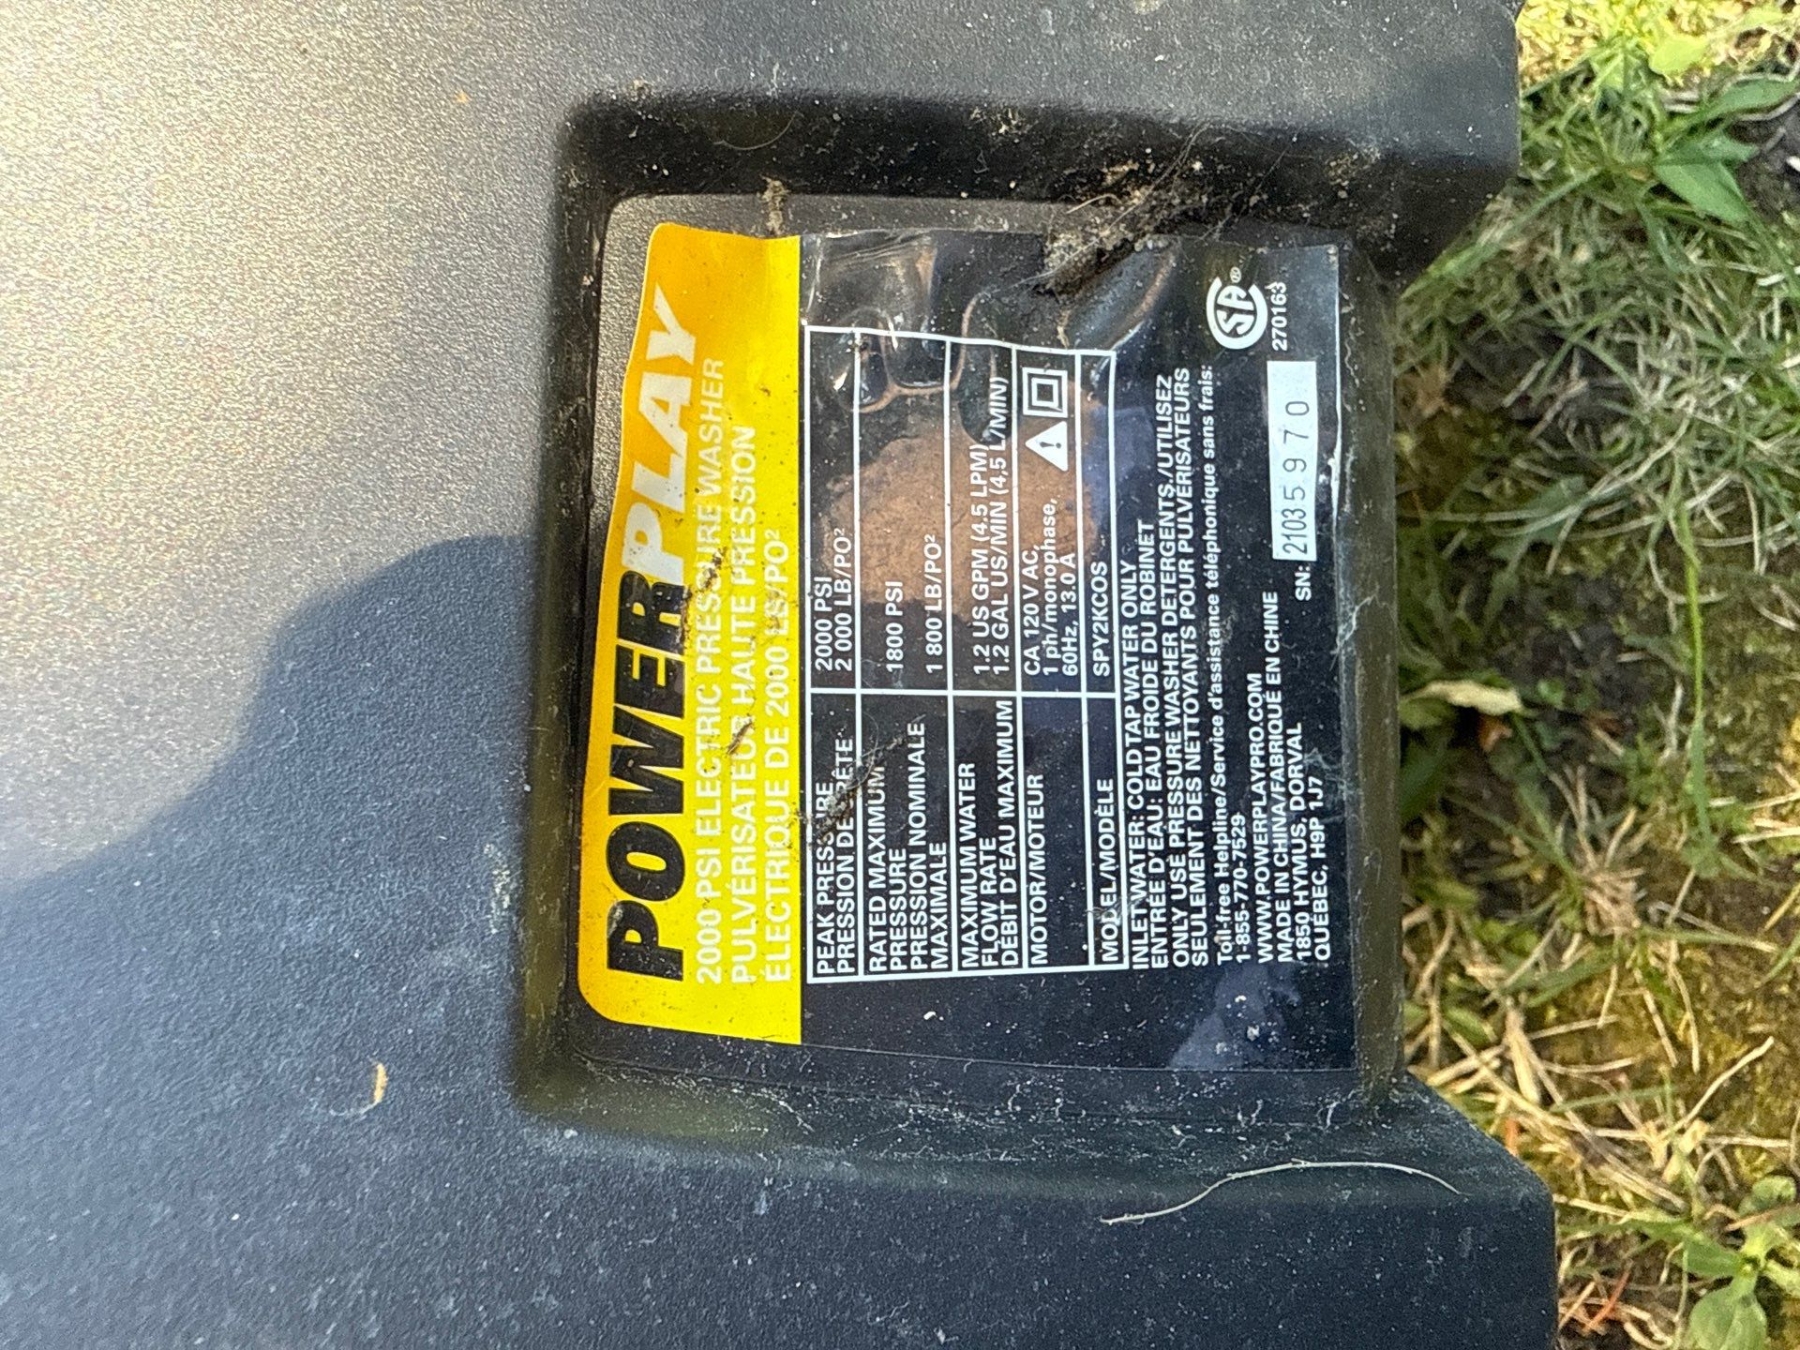 POWERPLAY
2000 PSI ELECTRIC PRESSURE WASHER
PULVÉRISATEUR HAUTE PRESSION
ÉLECTRIQUE DE 2000 LB/PO²
PEAK PRESSURE 2000 PSI
PRESSION DE TÊTE 2 000 LB/PO²
RATED MAXIMUM
PRESSURE 1800 PSI
PRESSION NOMINALE
MAXIMALE 1 800 LB/PO²
MAXIMUM WATER
FLOW RATE 1.2 US GPM (4.5 LPM)
DÉBIT D'EAU MAXIMUM 1.2 GAL US/MIN (4,5 L/MIN)
MOTOR/MOTEUR CA 120 V AC,
1 ph/monophase,
60Hz, 13.0 A
MODEL/MODÈLE SPY2KCOS
INLET WATER: COLD TAP WATER ONLY
ENTRÉE D'EAU: EAU FROIDE DU ROBINET
ONLY USE PRESSURE WASHER DETERGENTS./UTILISEZ
SEULEMENT DES NETTOYANTS POUR PULVÉRISATEURS
Toll-free Helpline/Service d'assistance téléphonique sans frais:
1-855-770-7529
WWW.POWERPLAYPRO.COM
MADE IN CHINA/FABRIQUÉ EN CHINE
1850 HYMUS, DORVAL
QUÉBEC, H9P 1J7
SN: 21035970
CSA®
270163